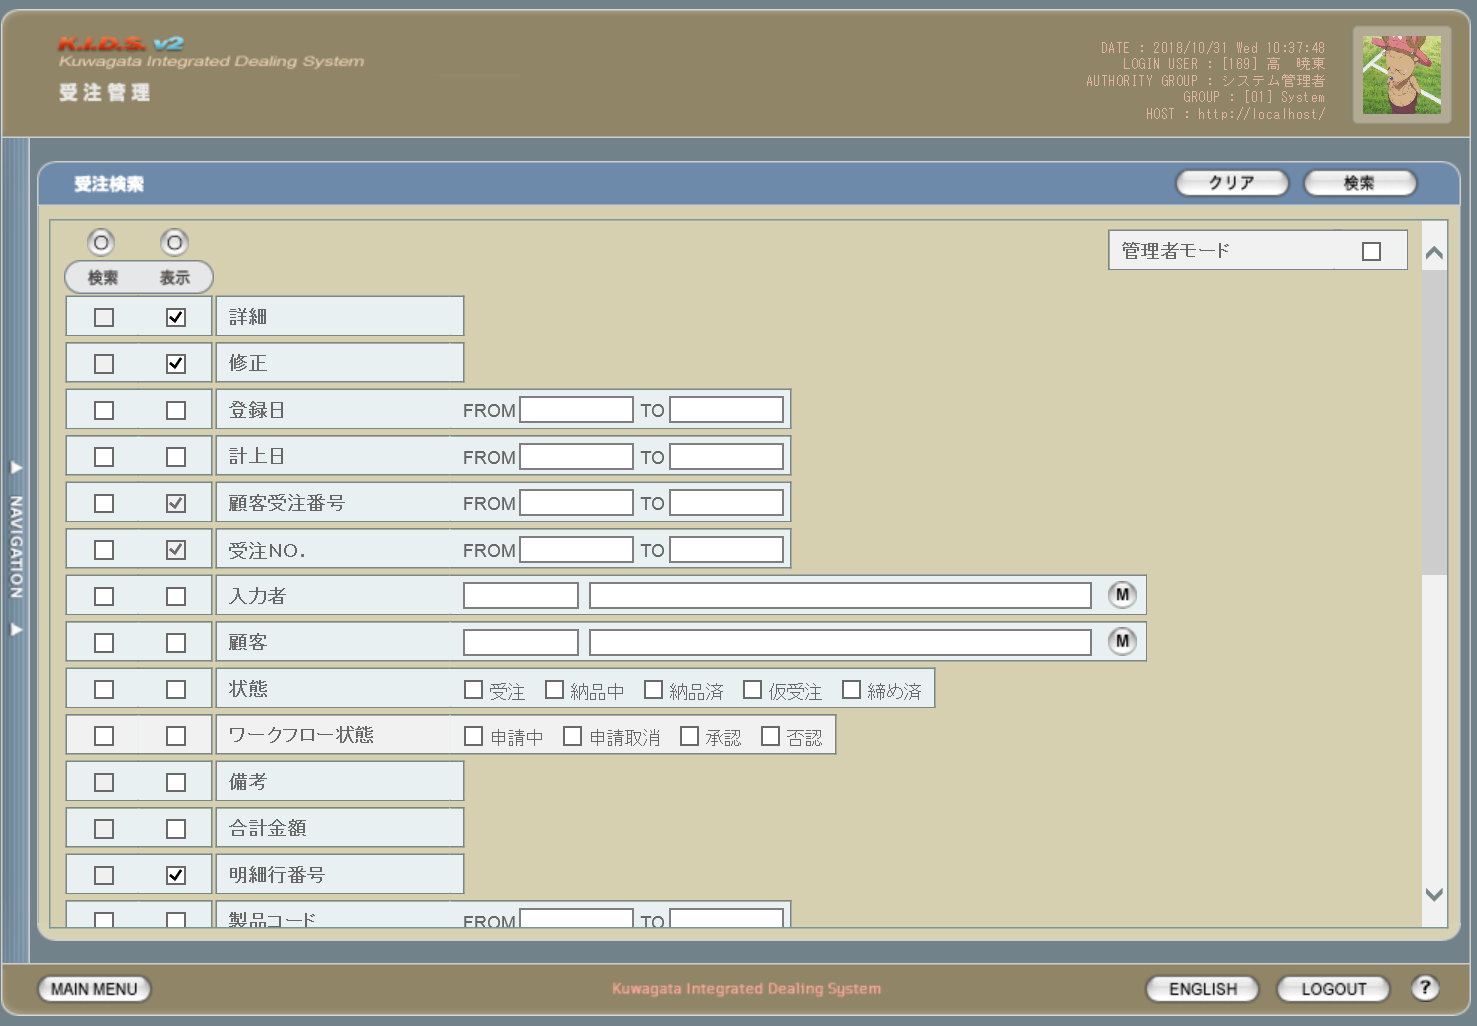 K.I.D.S. v2
Kuwagata Integrated Dealing System
受注管理
DATE : 2018/10/31 Wed 10:37:48
LOGIN USER : [169] 高　暁東
AUTHORITY GROUP : システム管理者
GROUP : [01] System
HOST : http://localhost/
受注検索
クリア
検索
管理者モード
検索 表示
詳細
修正
登録日 FROM TO
計上日 FROM TO
顧客受注番号 FROM TO
受注NO. FROM TO
入力者 M
顧客 M
状態 受注 納品中 納品済 仮受注 締め済
ワークフロー状態 申請中 申請取消 承認 否認
備考
合計金額
明細行番号
製品コード FROM TO
NAVIGATION
MAIN MENU
Kuwagata Integrated Dealing System
ENGLISH
LOGOUT
?